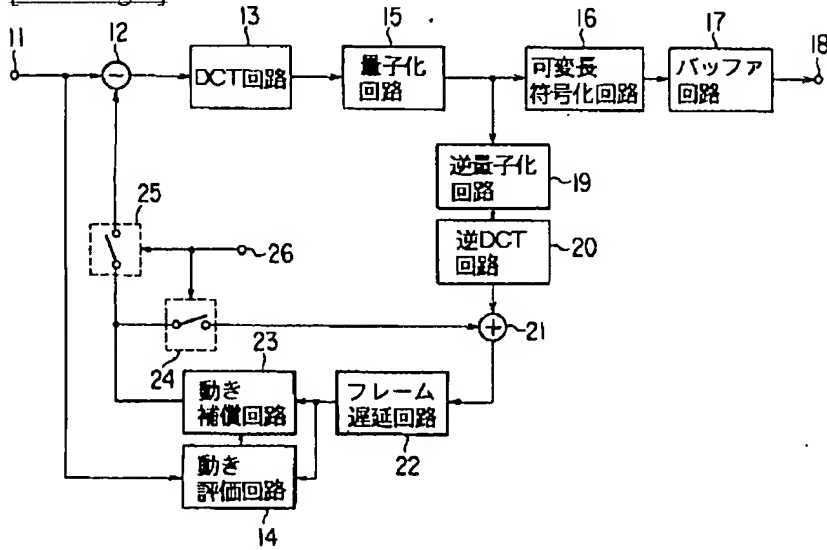 11
12
13
15
16
17
18
DCT回路
量子化
回路
可変長
符号化回路
バッファ
回路
逆量子化
回路
19
逆DCT
回路
20
25
26
24
21
23
動き
補償回路
フレーム
遅延回路
22
動き
評価回路
14